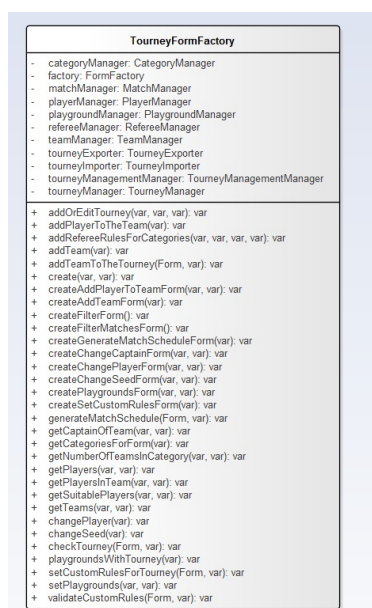 TourneyFormFactory
- categoryManager: CategoryManager
- factory: FormFactory
- matchManager: MatchManager
- playerManager: PlayerManager
- playgroundManager: PlaygroundManager
- refereeManager: RefereeManager
- teamManager: TeamManager
- tourneyExporter: TourneyExporter
- tourneyImporter: TourneyImporter
- tourneyManagementManager: TourneyManagementManager
- tourneyManager: TourneyManager
+ addOrEditTourney(var, var, var): var
+ addPlayerToTheTeam(var): var
+ addRefereeRulesForCategories(var, var, var, var): var
+ addTeam(var): var
+ addTeamToTheTourney(Form, var): var
+ create(var, var): var
+ createAddPlayerToTeamForm(var, var): var
+ createAddTeamForm(var): var
+ createFilterForm(): var
+ createFilterMatchesForm(): var
+ createGenerateMatchScheduleForm(var): var
+ createChangeCaptainForm(var, var): var
+ createChangePlayerForm(var, var): var
+ createChangeSeedForm(var, var): var
+ createPlaygroundsForm(var): var
+ createSetCustomRulesForm(var): var
+ generateMatchSchedule(Form, var): var
+ getCaptainOfTeam(var, var): var
+ getCategoriesForForm(var, var): var
+ getNumberOfTeamsInCategory(var, var): var
+ getPlayers(var, var): var
+ getPlayersInTeam(var, var): var
+ getSuitablePlayers(var, var): var
+ getTeams(var, var): var
+ changePlayer(var): var
+ changeSeed(var): var
+ checkTourney(Form, var): var
+ playgroundsWithTourney(var): var
+ setCustomRulesForTourney(Form, var): var
+ setPlaygrounds(var, var): var
+ validateCustomRules(Form, var): var